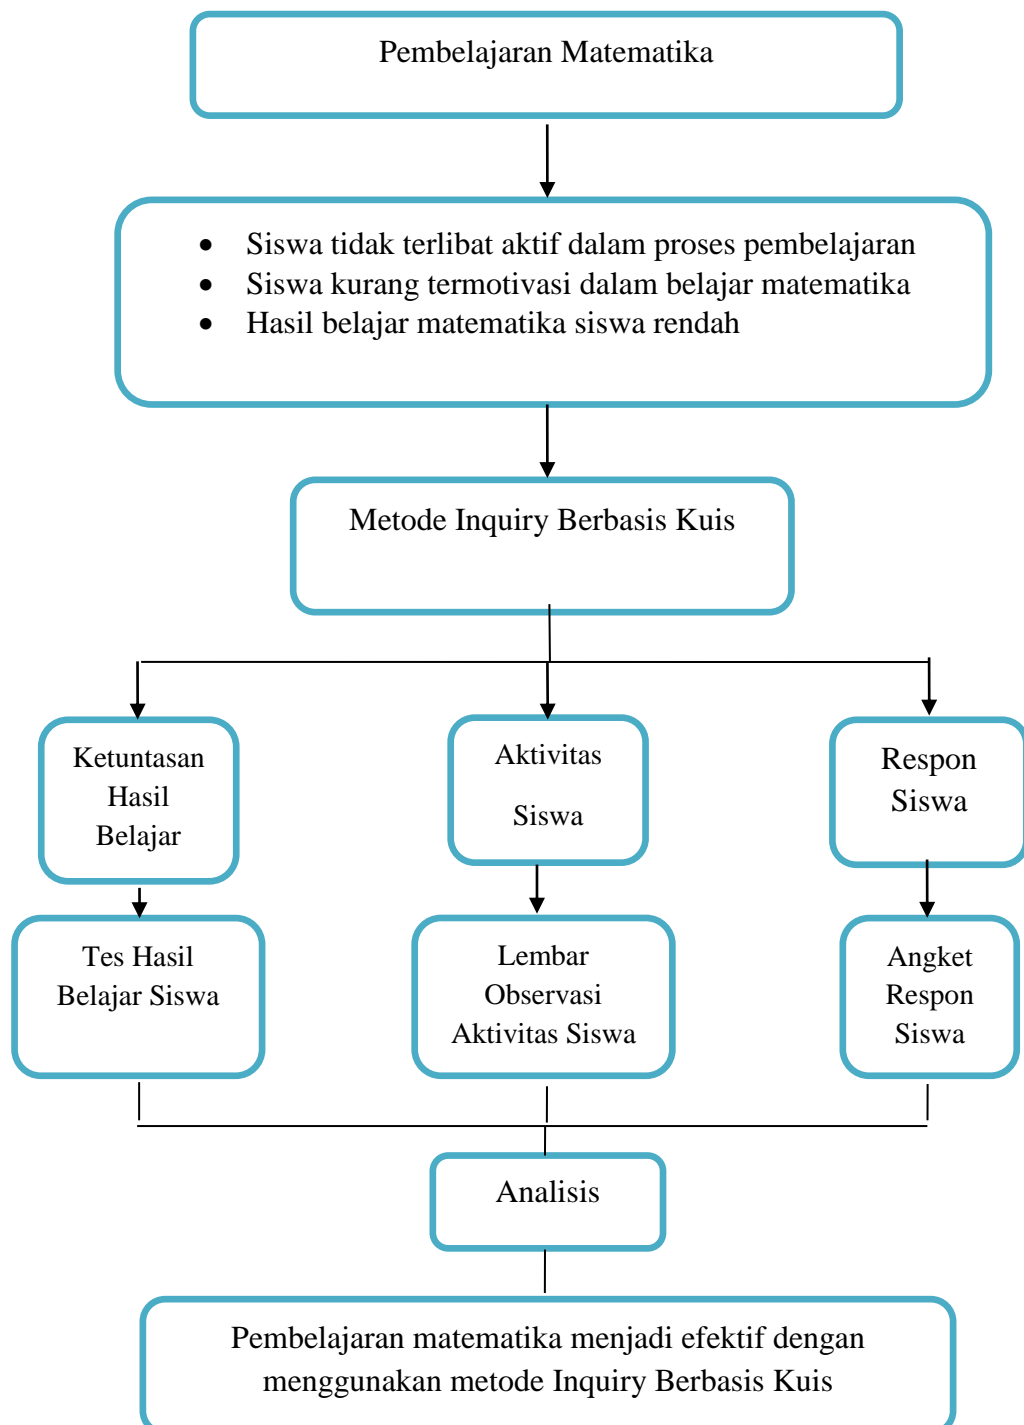 Pembelajaran Matematika
• Siswa tidak terlibat aktif dalam proses pembelajaran
• Siswa kurang termotivasi dalam belajar matematika
• Hasil belajar matematika siswa rendah
Metode Inquiry Berbasis Kuis
Ketuntasan
Hasil
Belajar
Aktivitas
Siswa
Respon
Siswa
Tes Hasil
Belajar Siswa
Lembar
Observasi
Aktivitas Siswa
Angket
Respon
Siswa
Analisis
Pembelajaran matematika menjadi efektif dengan
menggunakan metode Inquiry Berbasis Kuis